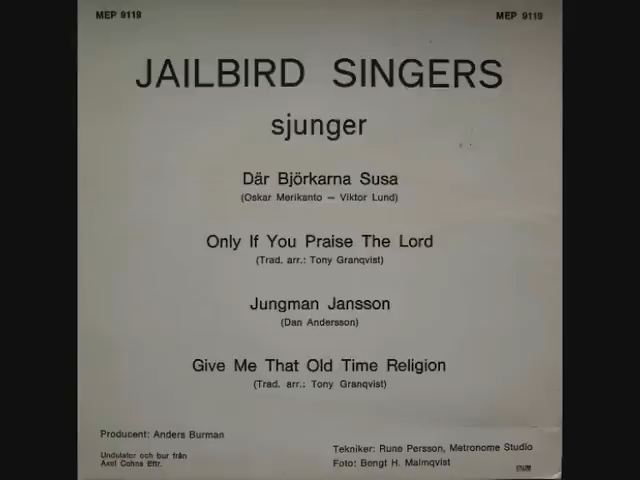 MEP 9119 MEP 9119
JAILBIRD SINGERS
sjunger
Där Björkarna Susa
(Oskar Merikanto — Viktor Lund)
Only If You Praise The Lord
(Trad. arr.: Tony Granqvist)
Jungman Jansson
(Dan Andersson)
Give Me That Old Time Religion
(Trad. arr.: Tony Granqvist)
Producent: Anders Burman
Undulater och bur från
Axel Cohns Eftr.
Tekniker: Rune Persson, Metronome Studio
Foto: Bengt H. Malmqvist